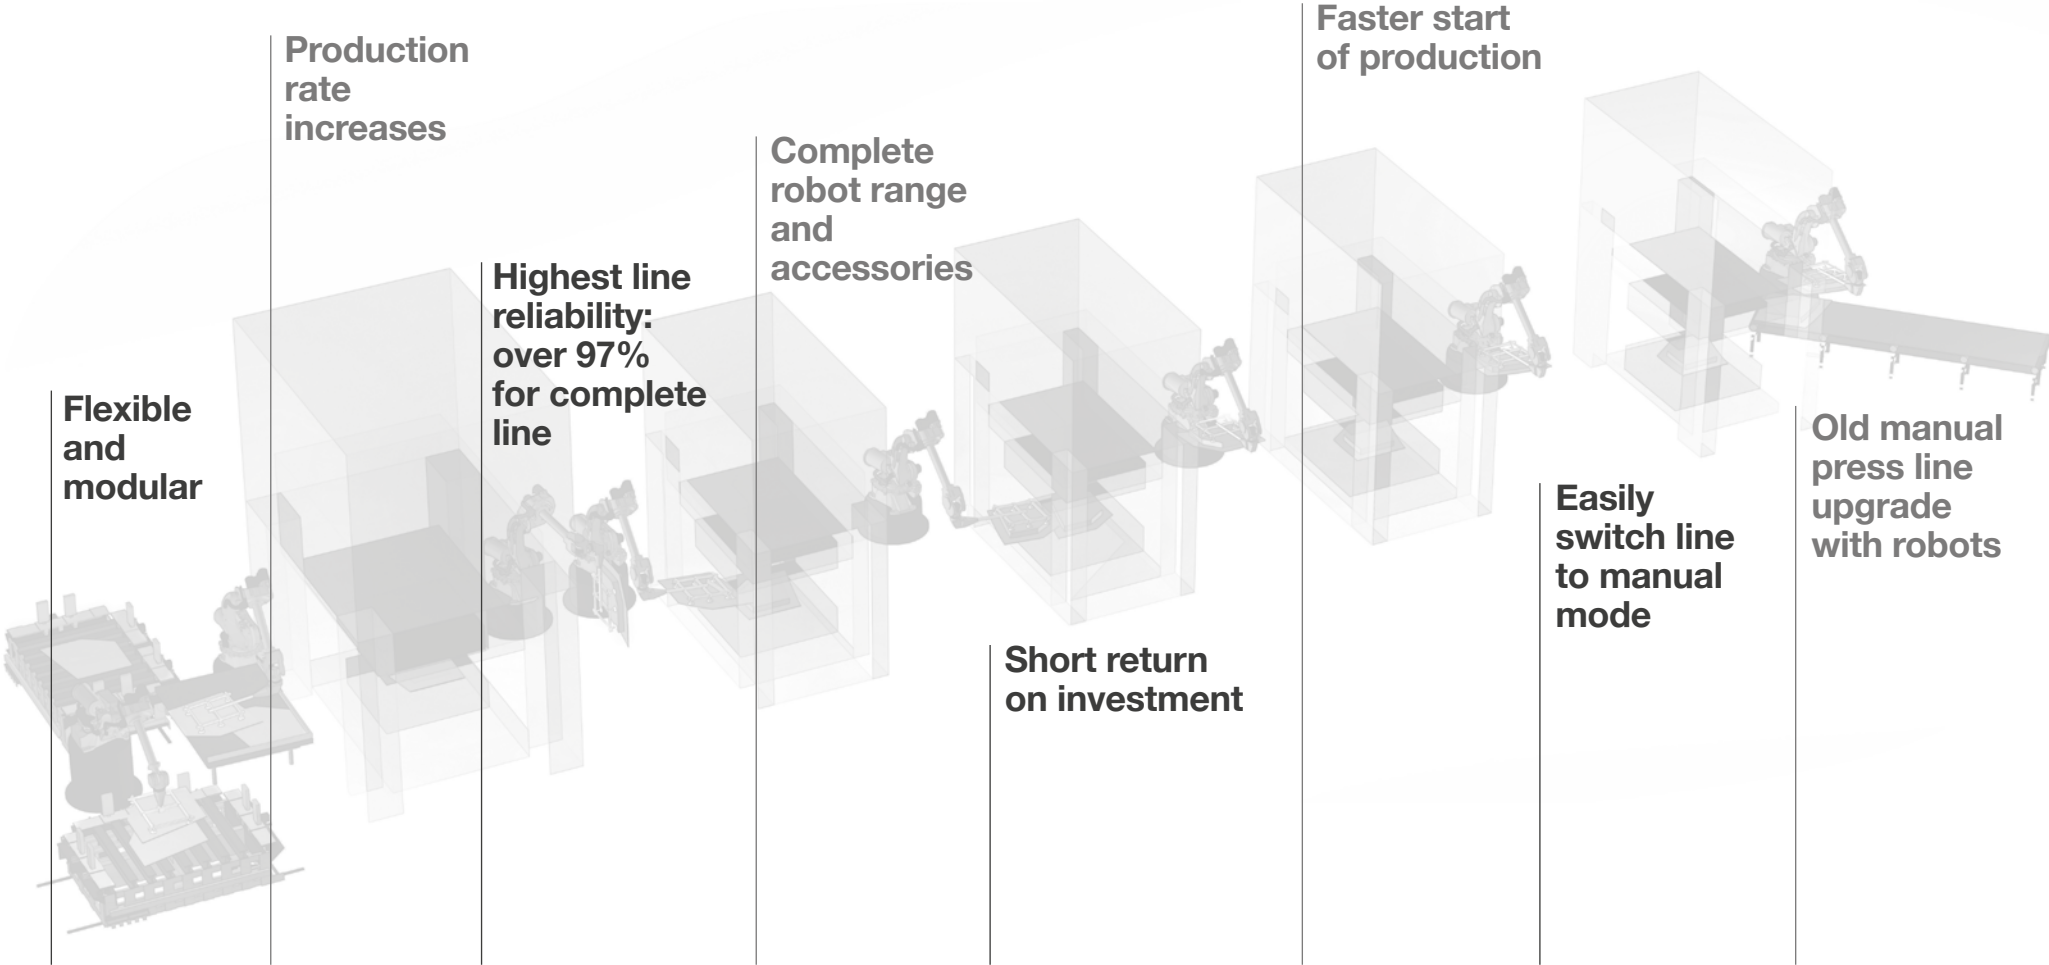 Flexible
and
modular
Production
rate
increases
Highest line
reliability:
over 97%
for complete
line
Complete
robot range
and
accessories
Short return
on investment
Faster start
of production
Easily
switch line
to manual
mode
Old manual
press line
upgrade
with robots